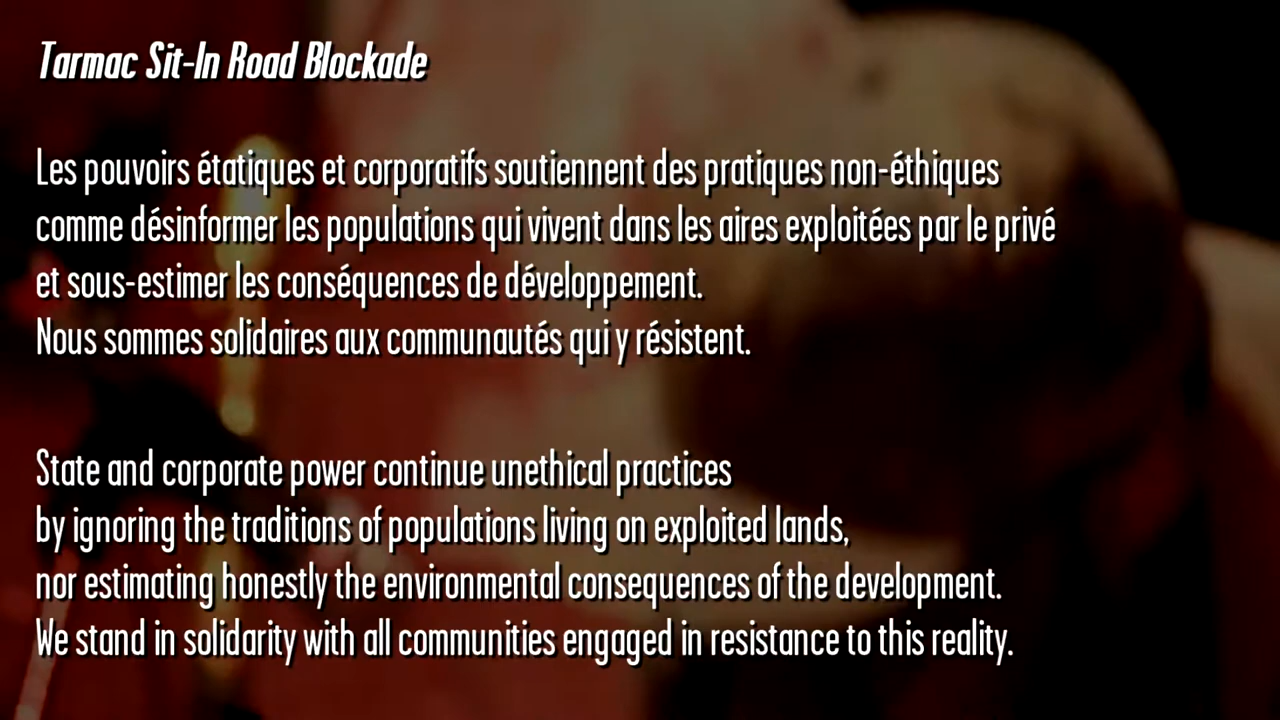 Tarmac Sit-In Road Blockade
Les pouvoirs étatiques et corporatifs soutiennent des pratiques non-éthiques
comme désinformer les populations qui vivent dans les aires exploitées par le privé
et sous-estimer les conséquences de développement.
Nous sommes solidaires aux communautés qui y résistent.
State and corporate power continue unethical practices
by ignoring the traditions of populations living on exploited lands,
nor estimating honestly the environmental consequences of the development.
We stand in solidarity with all communities engaged in resistance to this reality.